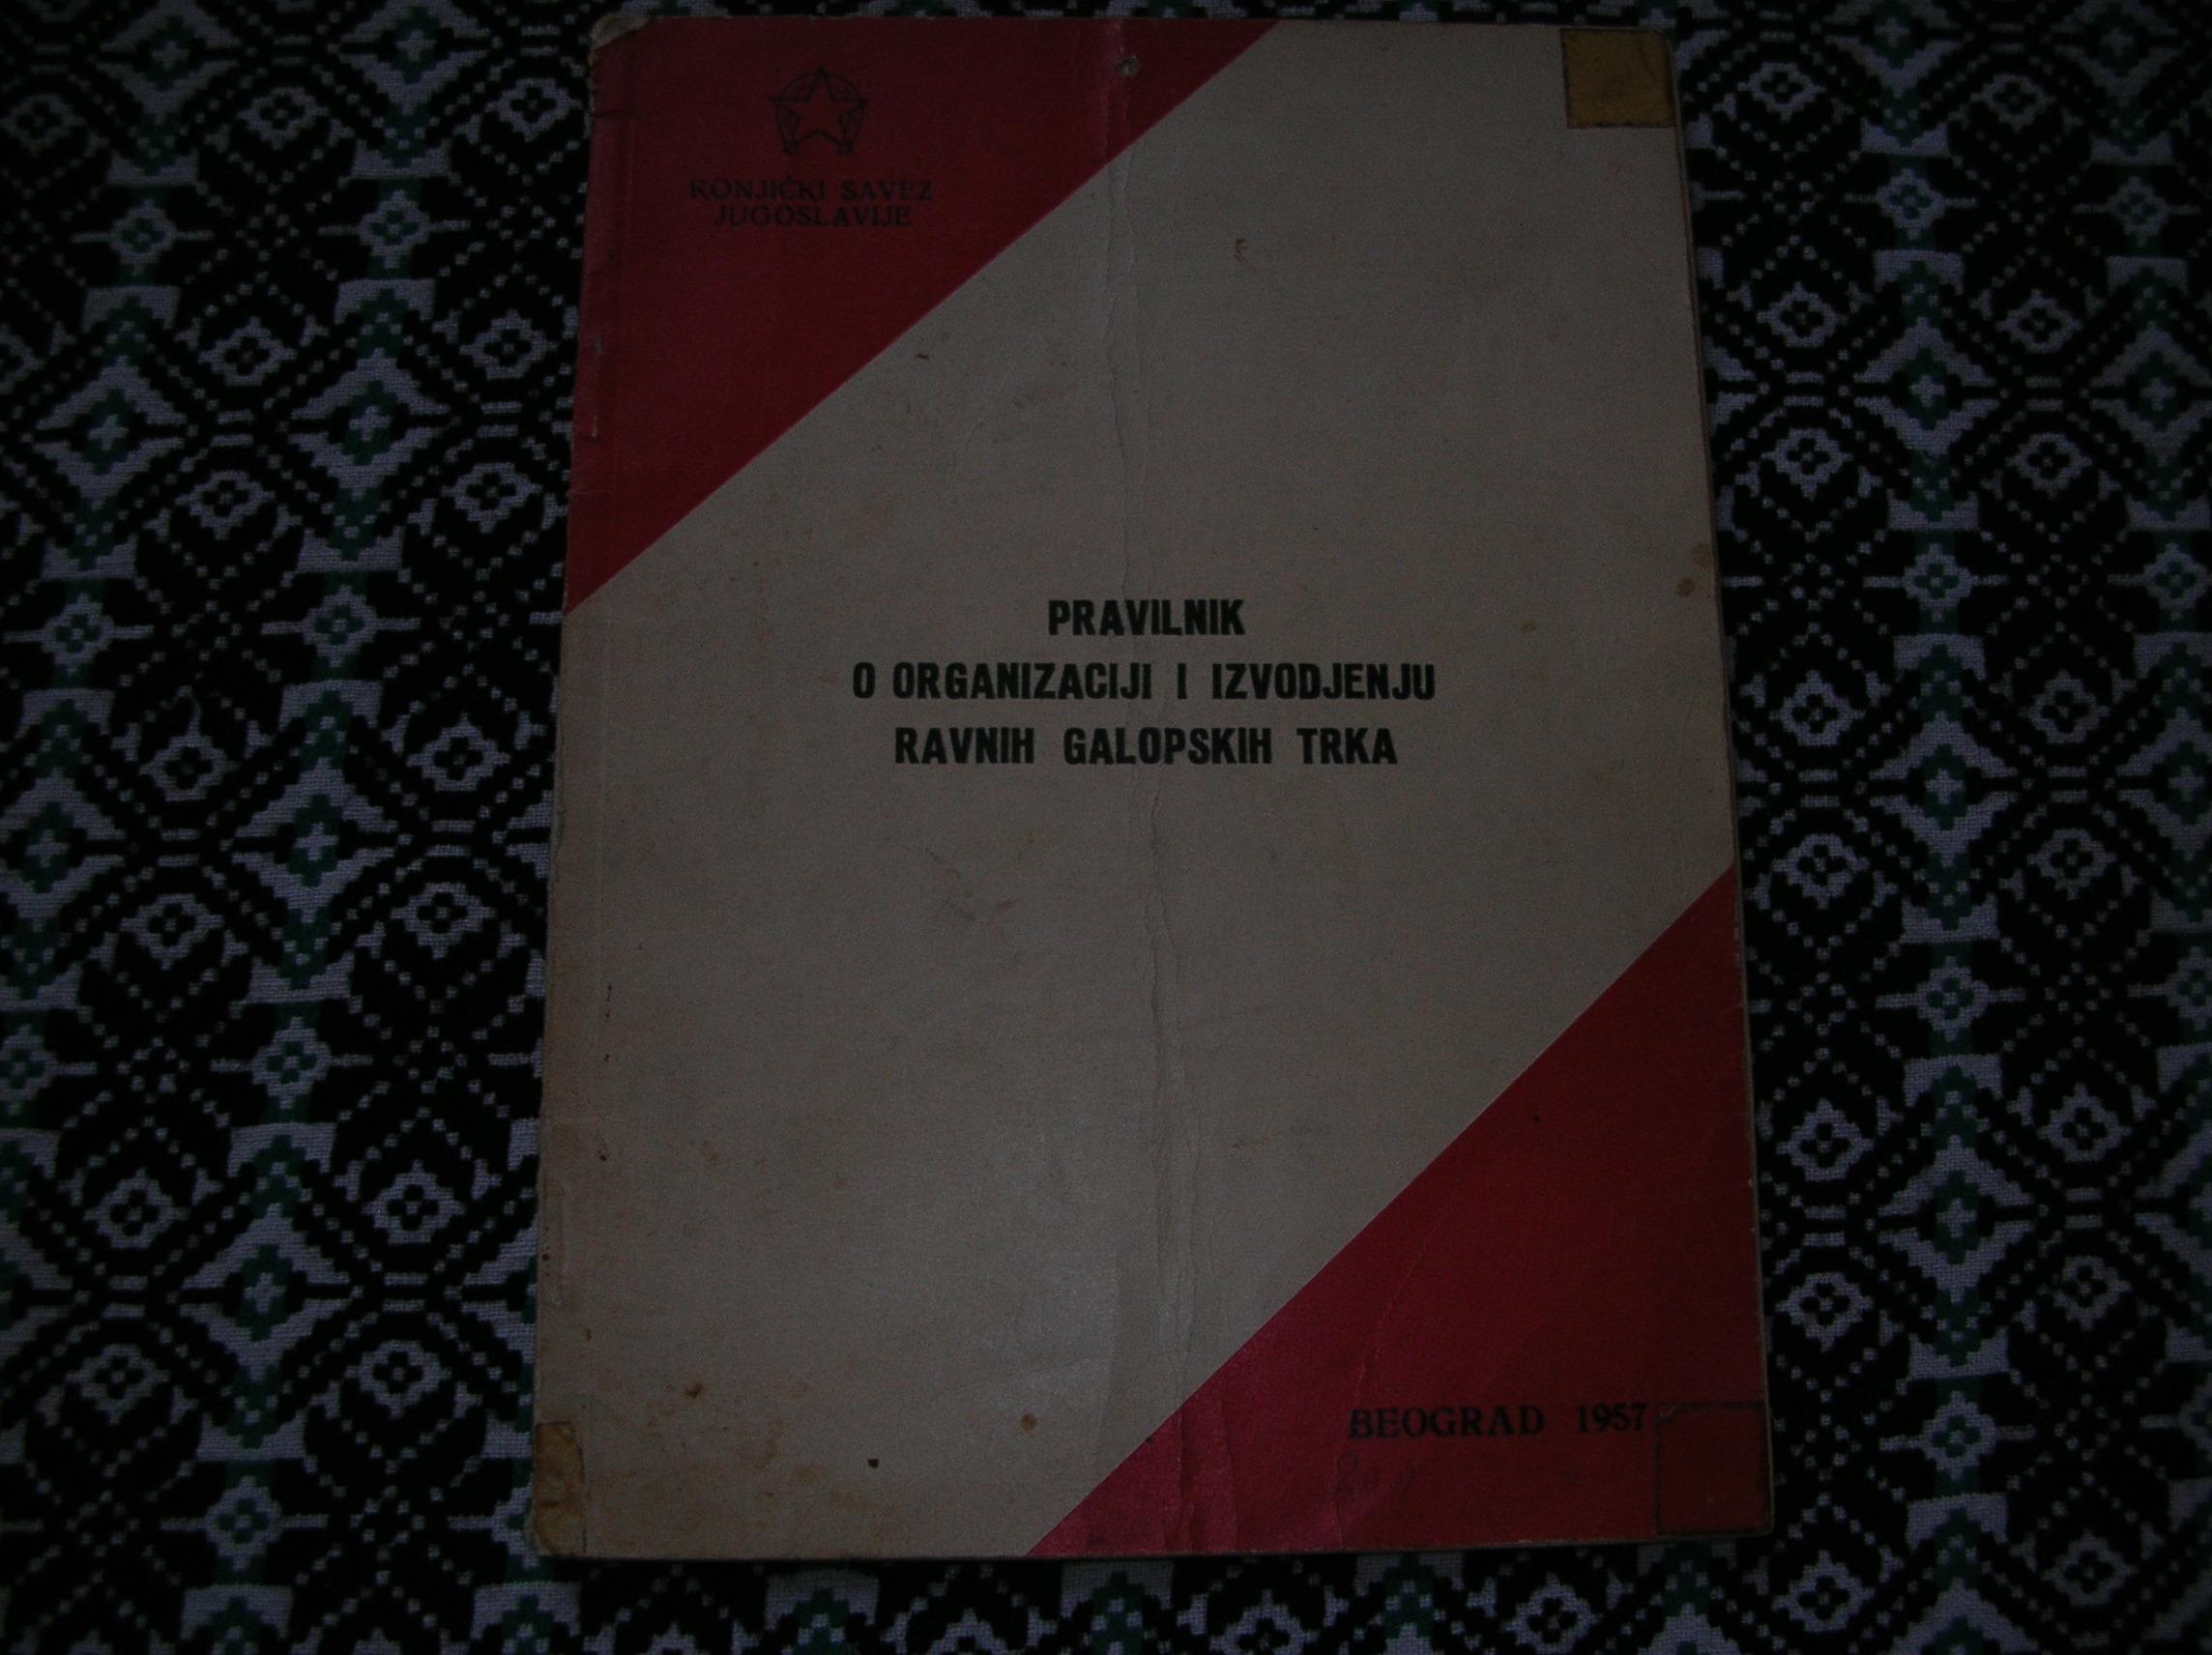 KONJIČKI SAVEZ
JUGOSLAVIJE
PRAVILNIK
O ORGANIZACIJI I IZVODJENJU
RAVNIH GALOPSKIH TRKA
BEOGRAD 1957